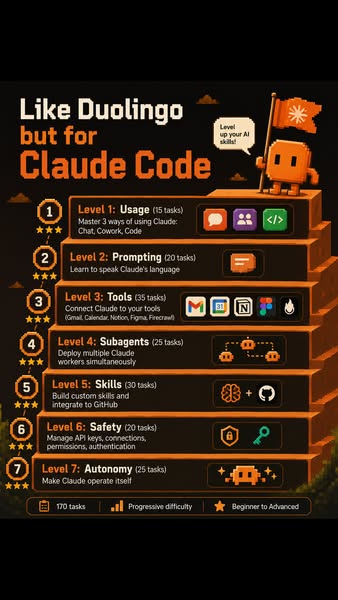 Like Duolingo
but for
Claude Code
Level
up your AI
skills!
1
Level 1: Usage (15 tasks)
Master 3 ways of using Claude:
Chat, Cowork, Code
2
Level 2: Prompting (20 tasks)
Learn to speak Claude's language
3
Level 3: Tools (35 tasks)
Connect Claude to your tools
(Gmail, Calendar, Notion, Figma, Firecrawl)
31
4
Level 4: Subagents (25 tasks)
Deploy multiple Claude
workers simultaneously
5
Level 5: Skills (30 tasks)
Build custom skills and
integrate to GitHub
6
Level 6: Safety (20 tasks)
Manage API keys, connections,
permissions, authentication
7
Level 7: Autonomy (25 tasks)
Make Claude operate itself
170 tasks
Progressive difficulty
Beginner to Advanced